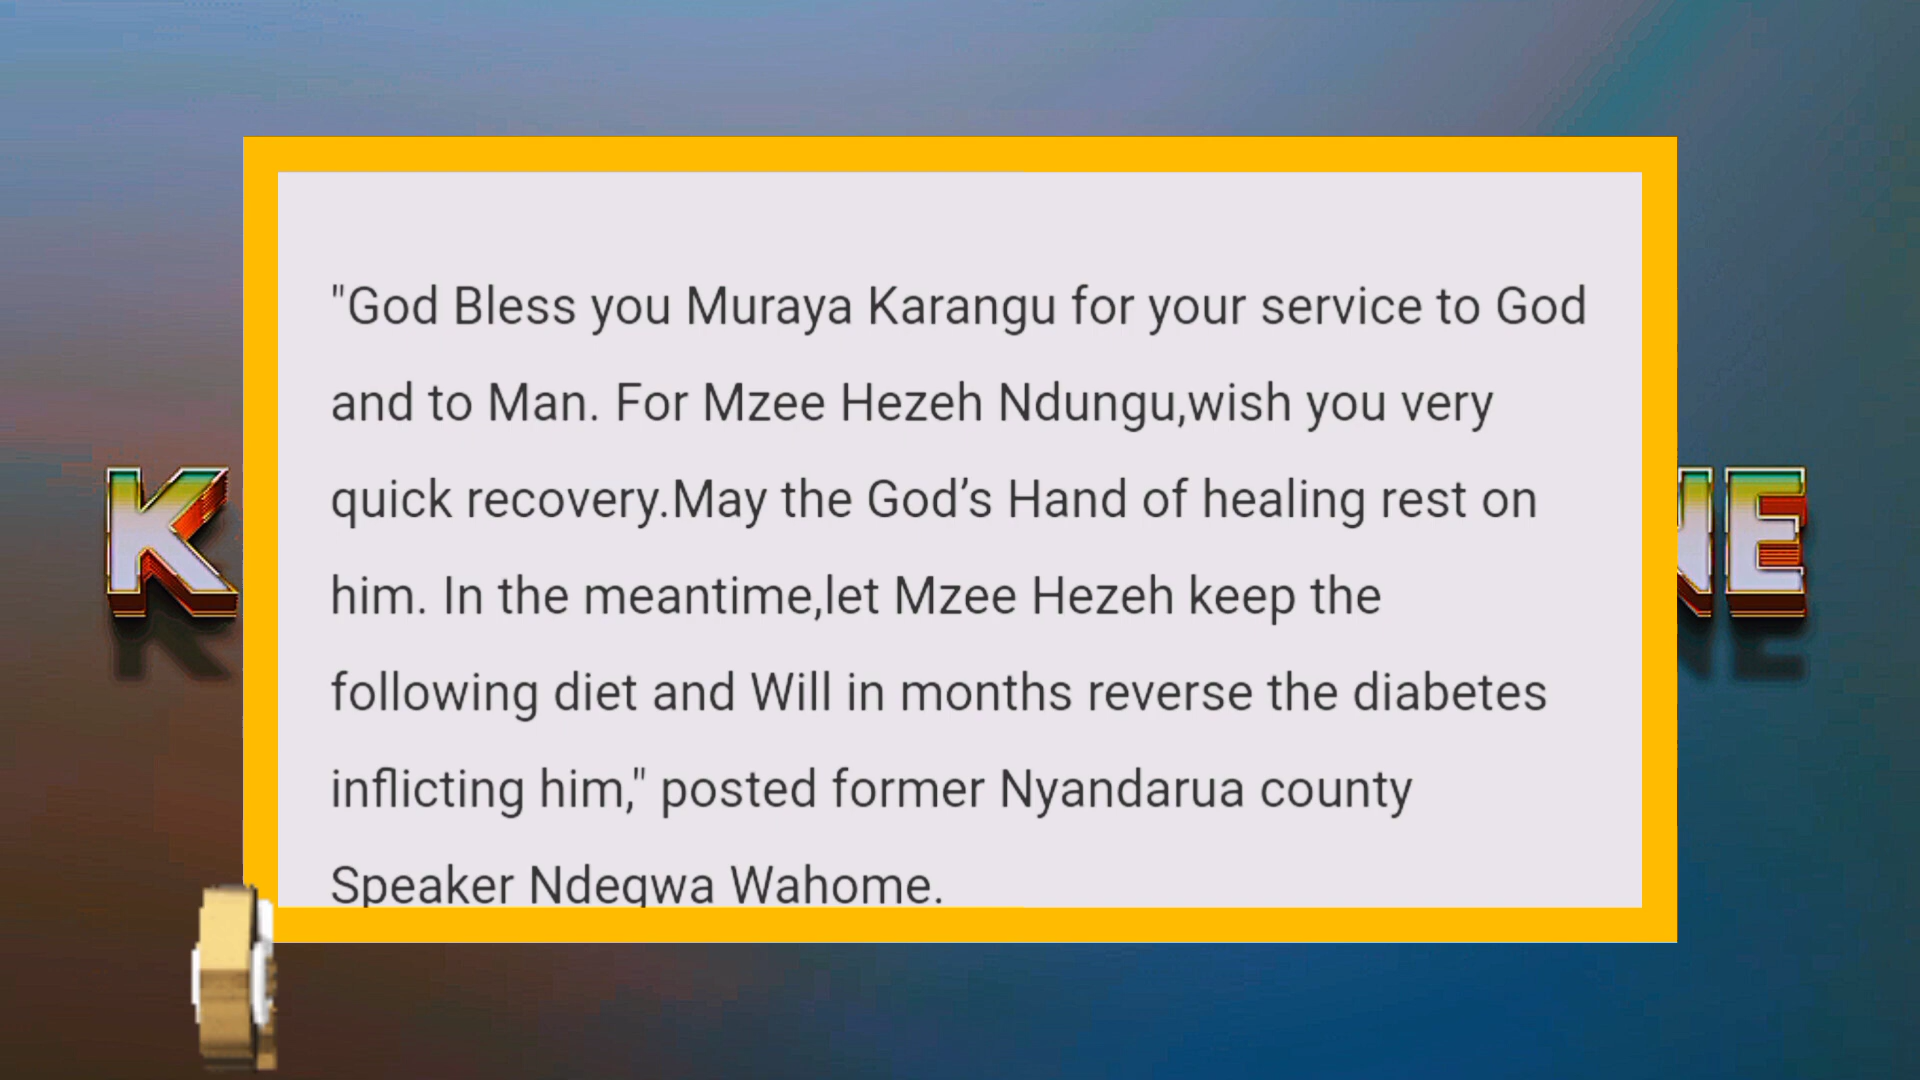 "God Bless you Muraya Karangu for your service to God
and to Man. For Mzee Hezeh Ndungu,wish you very
quick recovery.May the God’s Hand of healing rest on
him. In the meantime,let Mzee Hezeh keep the
following diet and Will in months reverse the diabetes
inflicting him," posted former Nyandarua county
Speaker Ndegwa Wahome.
K
NE